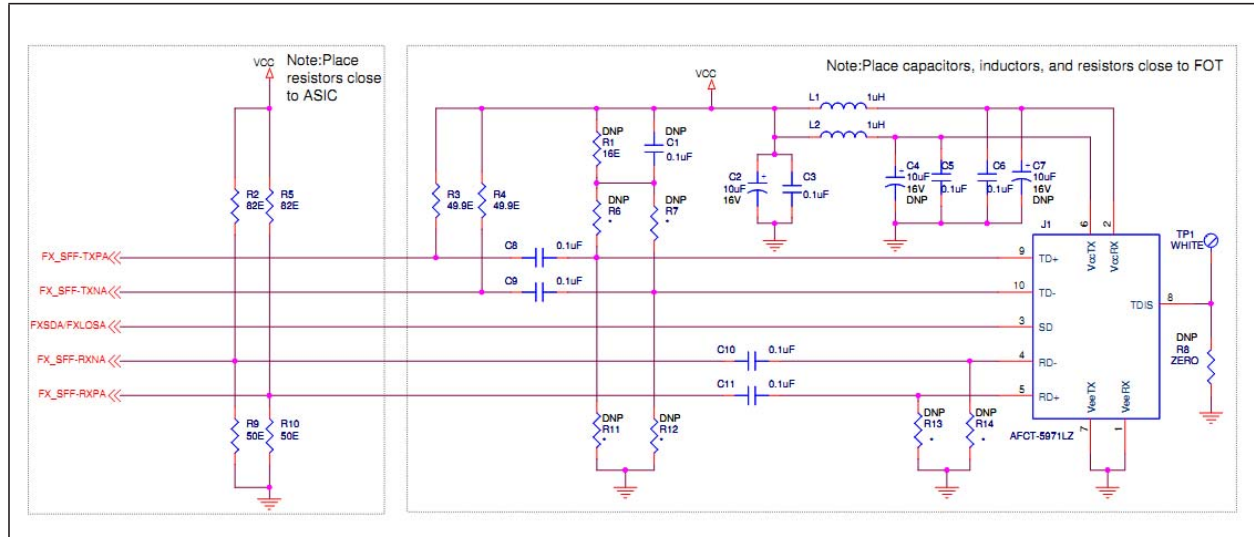 VCC
Note:Place
resistors close
to ASIC
VCC
Note:Place capacitors, inductors, and resistors close to FOT
L1
1uH
L2
1uH
DNP
R1
16E
DNP
C1
0.1uF
R2
82E
R5
82E
R3
49.9E
R4
49.9E
DNP
R6
*
DNP
R7
*
C2
10uF
16V
C3
0.1uF
C4
10uF
16V
DNP
C5
0.1uF
C6
0.1uF
C7
10uF
16V
DNP
J1
6
2
VccTX
VccRX
TP1
WHITE
FX_SFF-TXPA
C8
0.1uF
9
TD+
FX_SFF-TXNA
C9
0.1uF
10
TD-
8
TDIS
FXSDA/FXLOSA
3
SD
DNP
R8
ZERO
FX_SFF-RXNA
C10
0.1uF
4
RD-
FX_SFF-RXPA
C11
0.1uF
5
RD+
VeeTX
VeeRX
7
1
R9
50E
R10
50E
DNP
R11
*
DNP
R12
*
DNP
R13
*
DNP
R14
*
AFCT-5971LZ